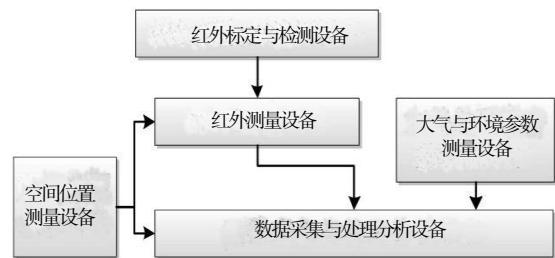 红外标定与检测设备
红外测量设备
大气与环境参数
测量设备
空间位置
测量设备
数据采集与处理分析设备